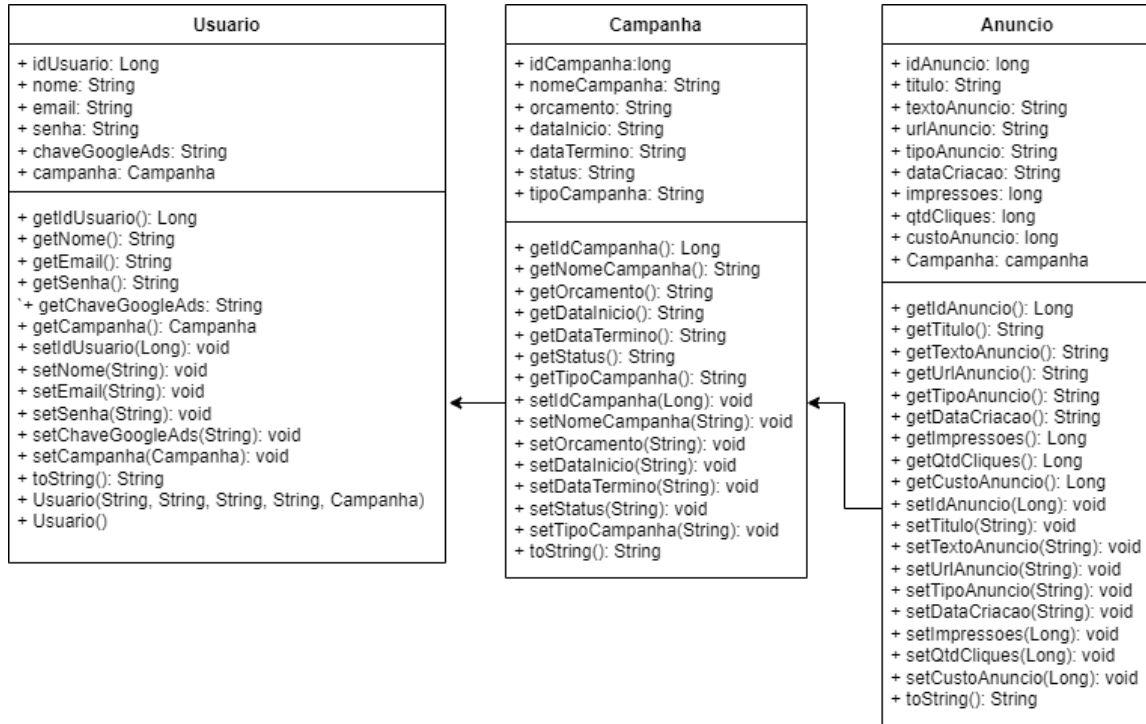 Usuario
+ idUsuario: Long
+ nome: String
+ email: String
+ senha: String
+ chaveGoogleAds: String
+ campanha: Campanha
+ getIdUsuario(): Long
+ getNome(): String
+ getEmail(): String
+ getSenha(): String
`+ getChaveGoogleAds: String
+ getCampanha(): Campanha
+ setIdUsuario(Long): void
+ setNome(String): void
+ setEmail(String): void
+ setSenha(String): void
+ setChaveGoogleAds(String): void
+ setCampanha(Campanha): void
+ toString(): String
+ Usuario(String, String, String, String, Campanha)
+ Usuario()
Campanha
+ idCampanha:long
+ nomeCampanha: String
+ orcamento: String
+ dataInicio: String
+ dataTermino: String
+ status: String
+ tipoCampanha: String
+ getIdCampanha(): Long
+ getNomeCampanha(): String
+ getOrcamento(): String
+ getDataInicio(): String
+ getDataTermino(): String
+ getStatus(): String
+ getTipoCampanha(): String
+ setIdCampanha(Long): void
+ setNomeCampanha(String): void
+ setOrcamento(String): void
+ setDataInicio(String): void
+ setDataTermino(String): void
+ setStatus(String): void
+ setTipoCampanha(String): void
+ toString(): String
Anuncio
+ idAnuncio: long
+ titulo: String
+ textoAnuncio: String
+ urlAnuncio: String
+ tipoAnuncio: String
+ dataCriacao: String
+ impressoes: long
+ qtdCliques: long
+ custoAnuncio: long
+ Campanha: campanha
+ getIdAnuncio(): Long
+ getTitulo(): String
+ getTextoAnuncio(): String
+ getUrlAnuncio(): String
+ getTipoAnuncio(): String
+ getDataCriacao(): String
+ getImpressoes(): Long
+ getQtdCliques(): Long
+ getCustoAnuncio(): Long
+ setIdAnuncio(Long): void
+ setTitulo(String): void
+ setTextoAnuncio(String): void
+ setUrlAnuncio(String): void
+ setTipoAnuncio(String): void
+ setDataCriacao(String): void
+ setImpressoes(Long): void
+ setQtdCliques(Long): void
+ setCustoAnuncio(Long): void
+ toString(): String